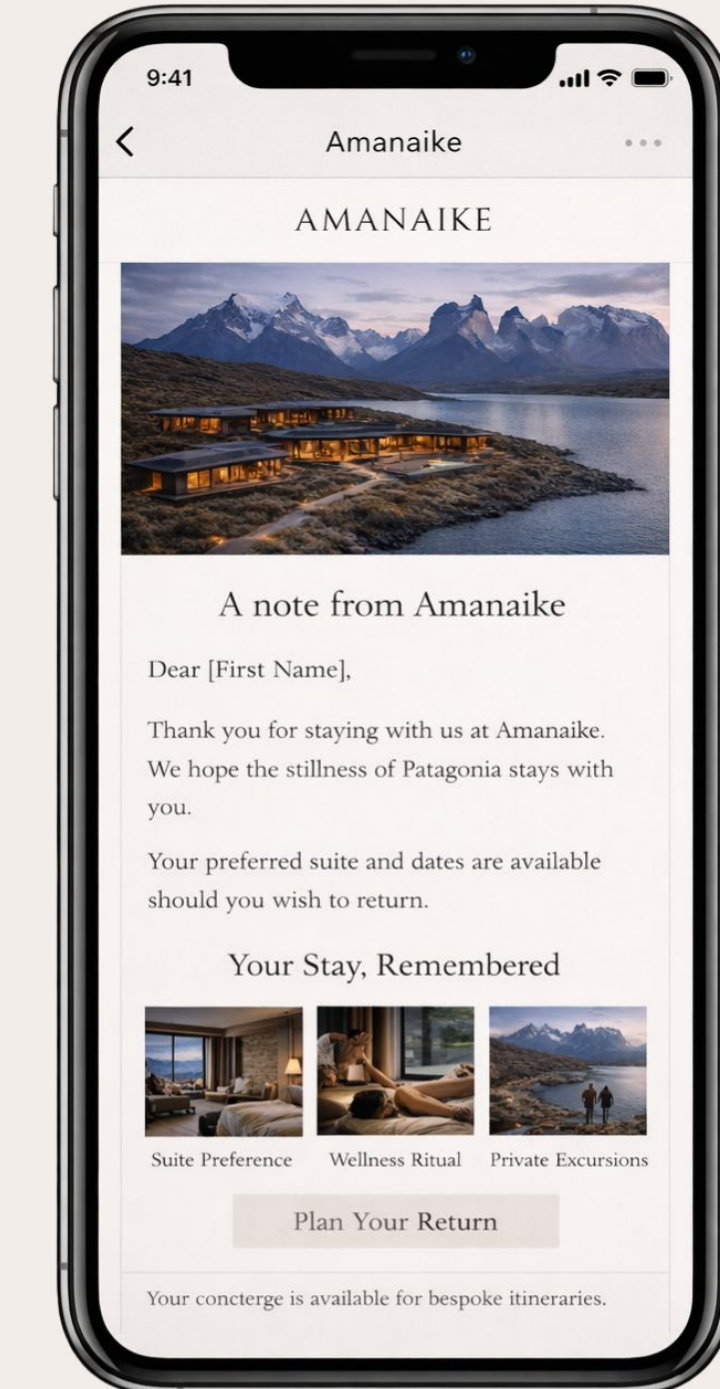 9:41
Amanaike
AMANAIKE
A note from Amanaike
Dear [First Name],
Thank you for staying with us at Amanaike.
We hope the stillness of Patagonia stays with
you.
Your preferred suite and dates are available
should you wish to return.
Your Stay, Remembered
Suite Preference
Wellness Ritual
Private Excursions
Plan Your Return
Your concterge is available for bespoke itineraries.